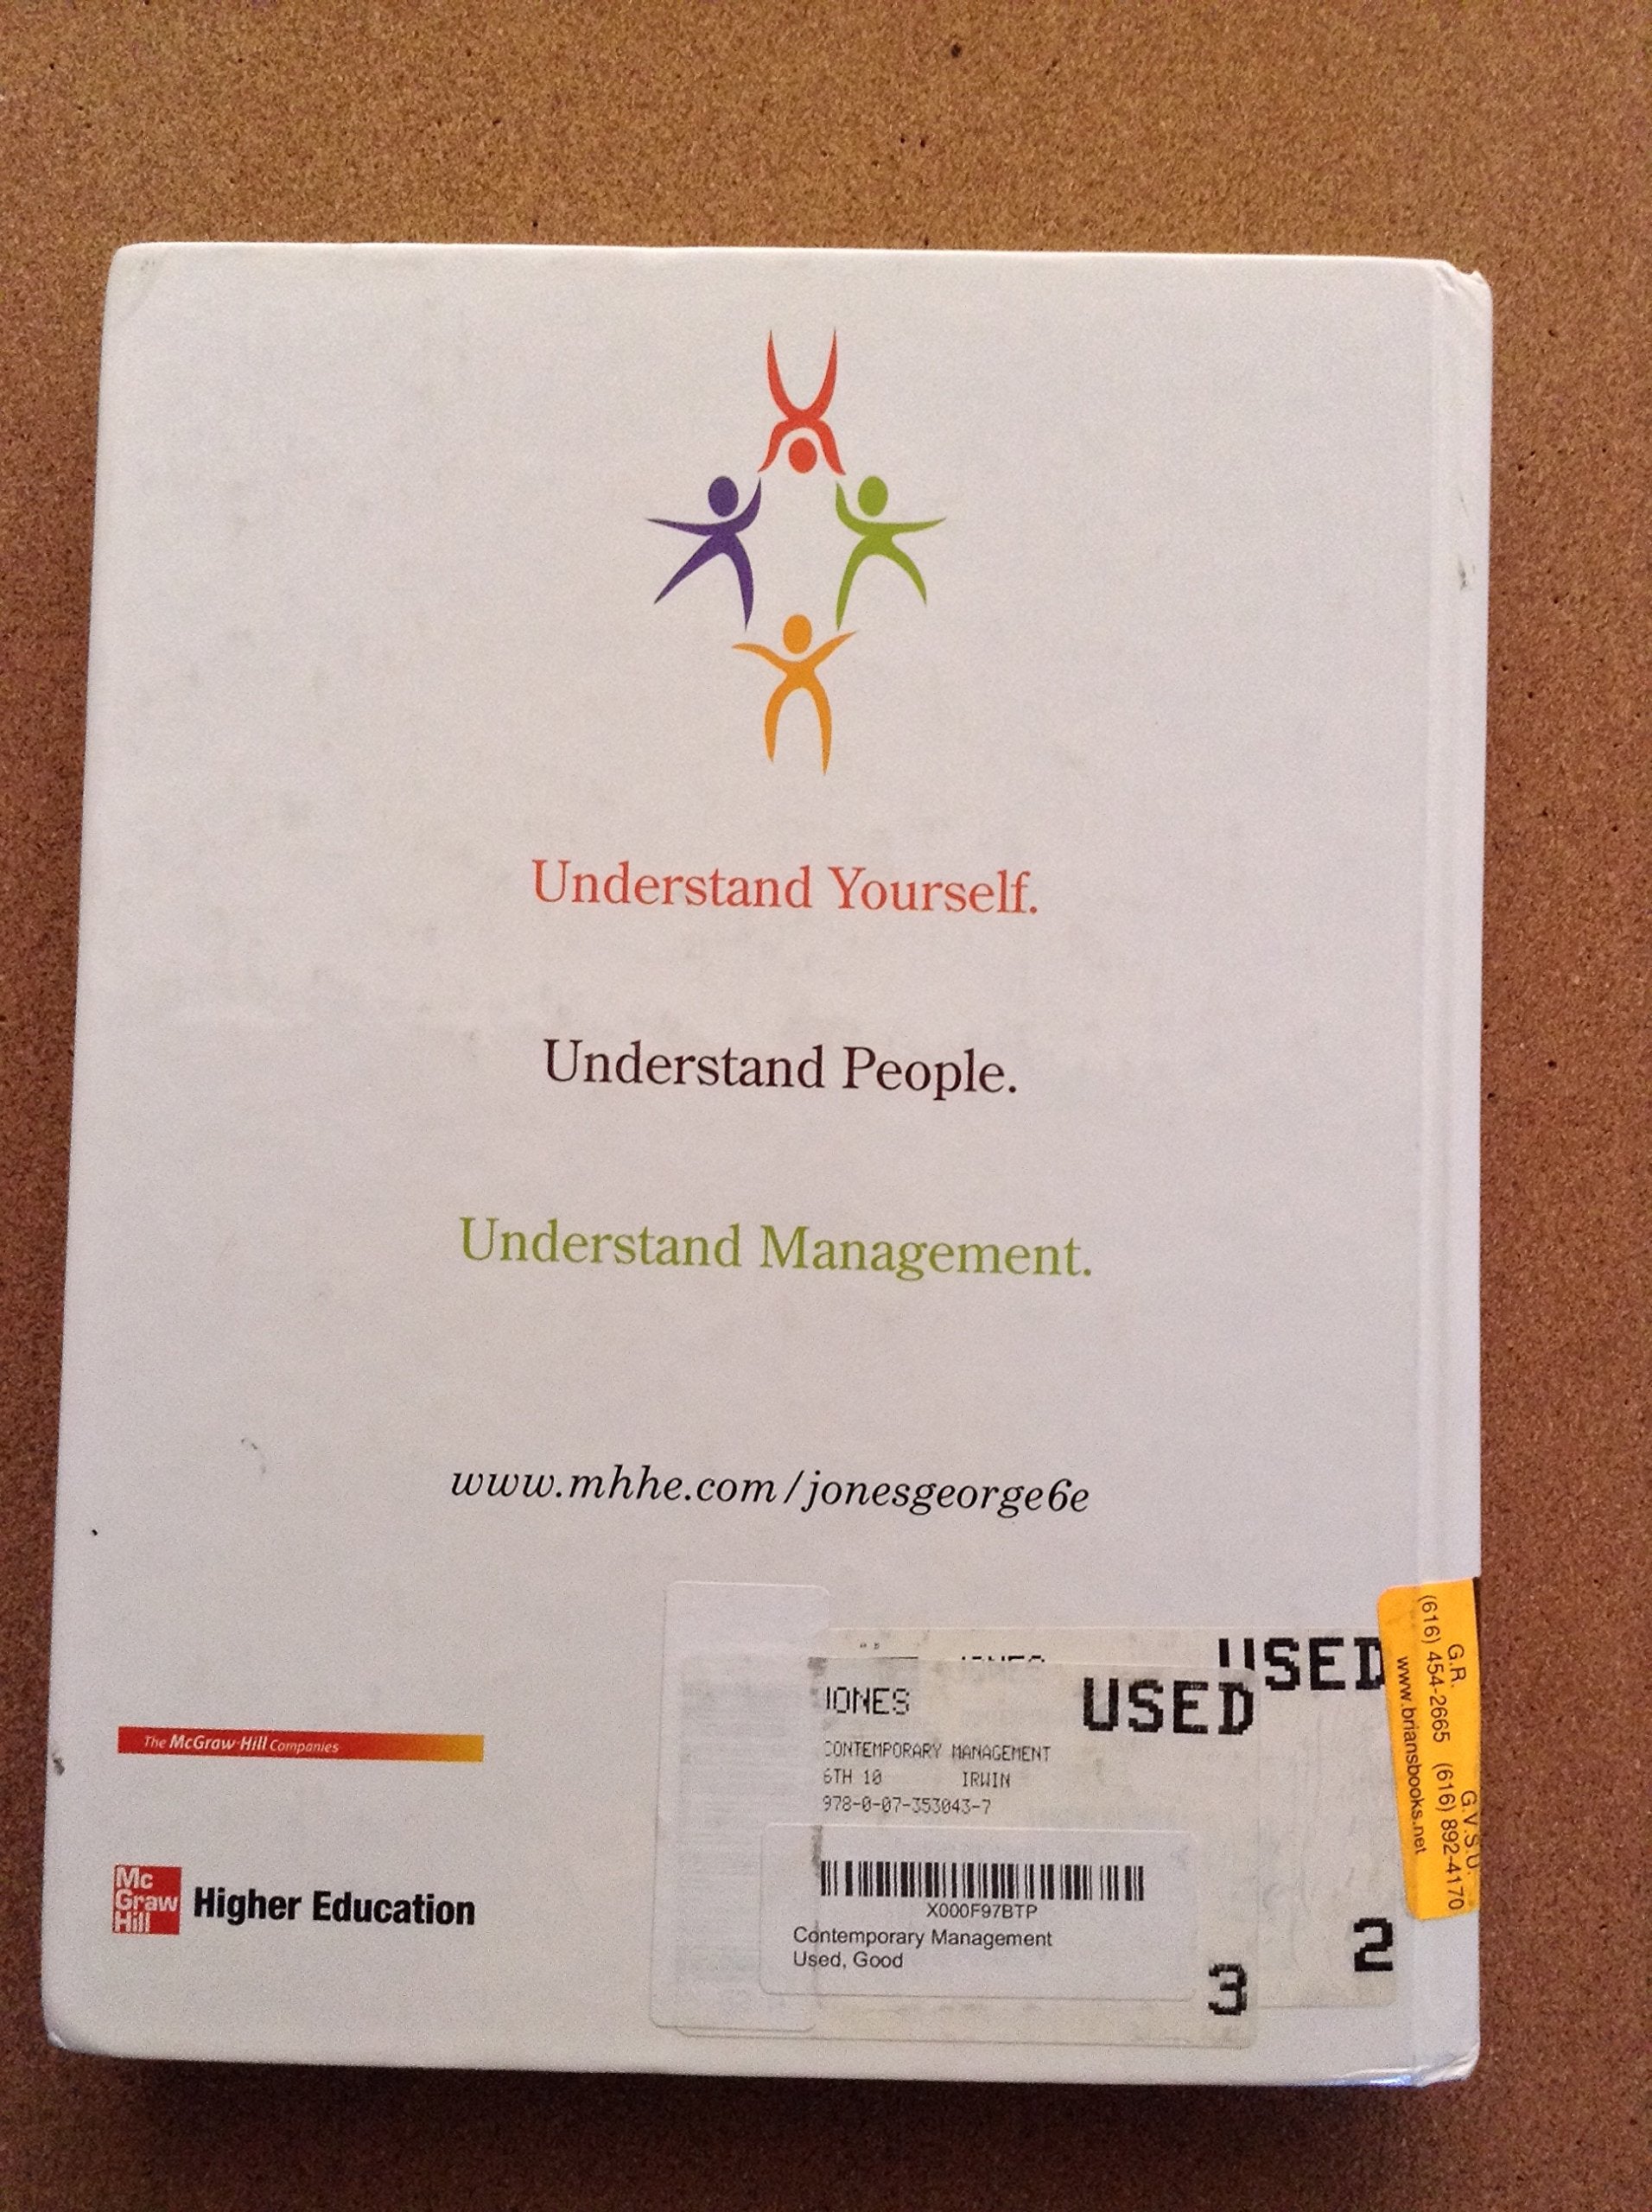 Understand Yourself.
Understand People.
Understand Management.
www.mhhe.com/jonesgeorge6e
The McGraw·Hill Companies
Mc
Graw
Hill
Higher Education
USED
JONES
USED
CONTEMPORARY MANAGEMENT
6TH 10 IRWIN
978-0-07-353043-7
X000F97BTP
Contemporary Management
Used, Good
3
2
G.R. G.V.S.U.
(616) 454-2665 (616) 892-4170
www.briansbooks.net